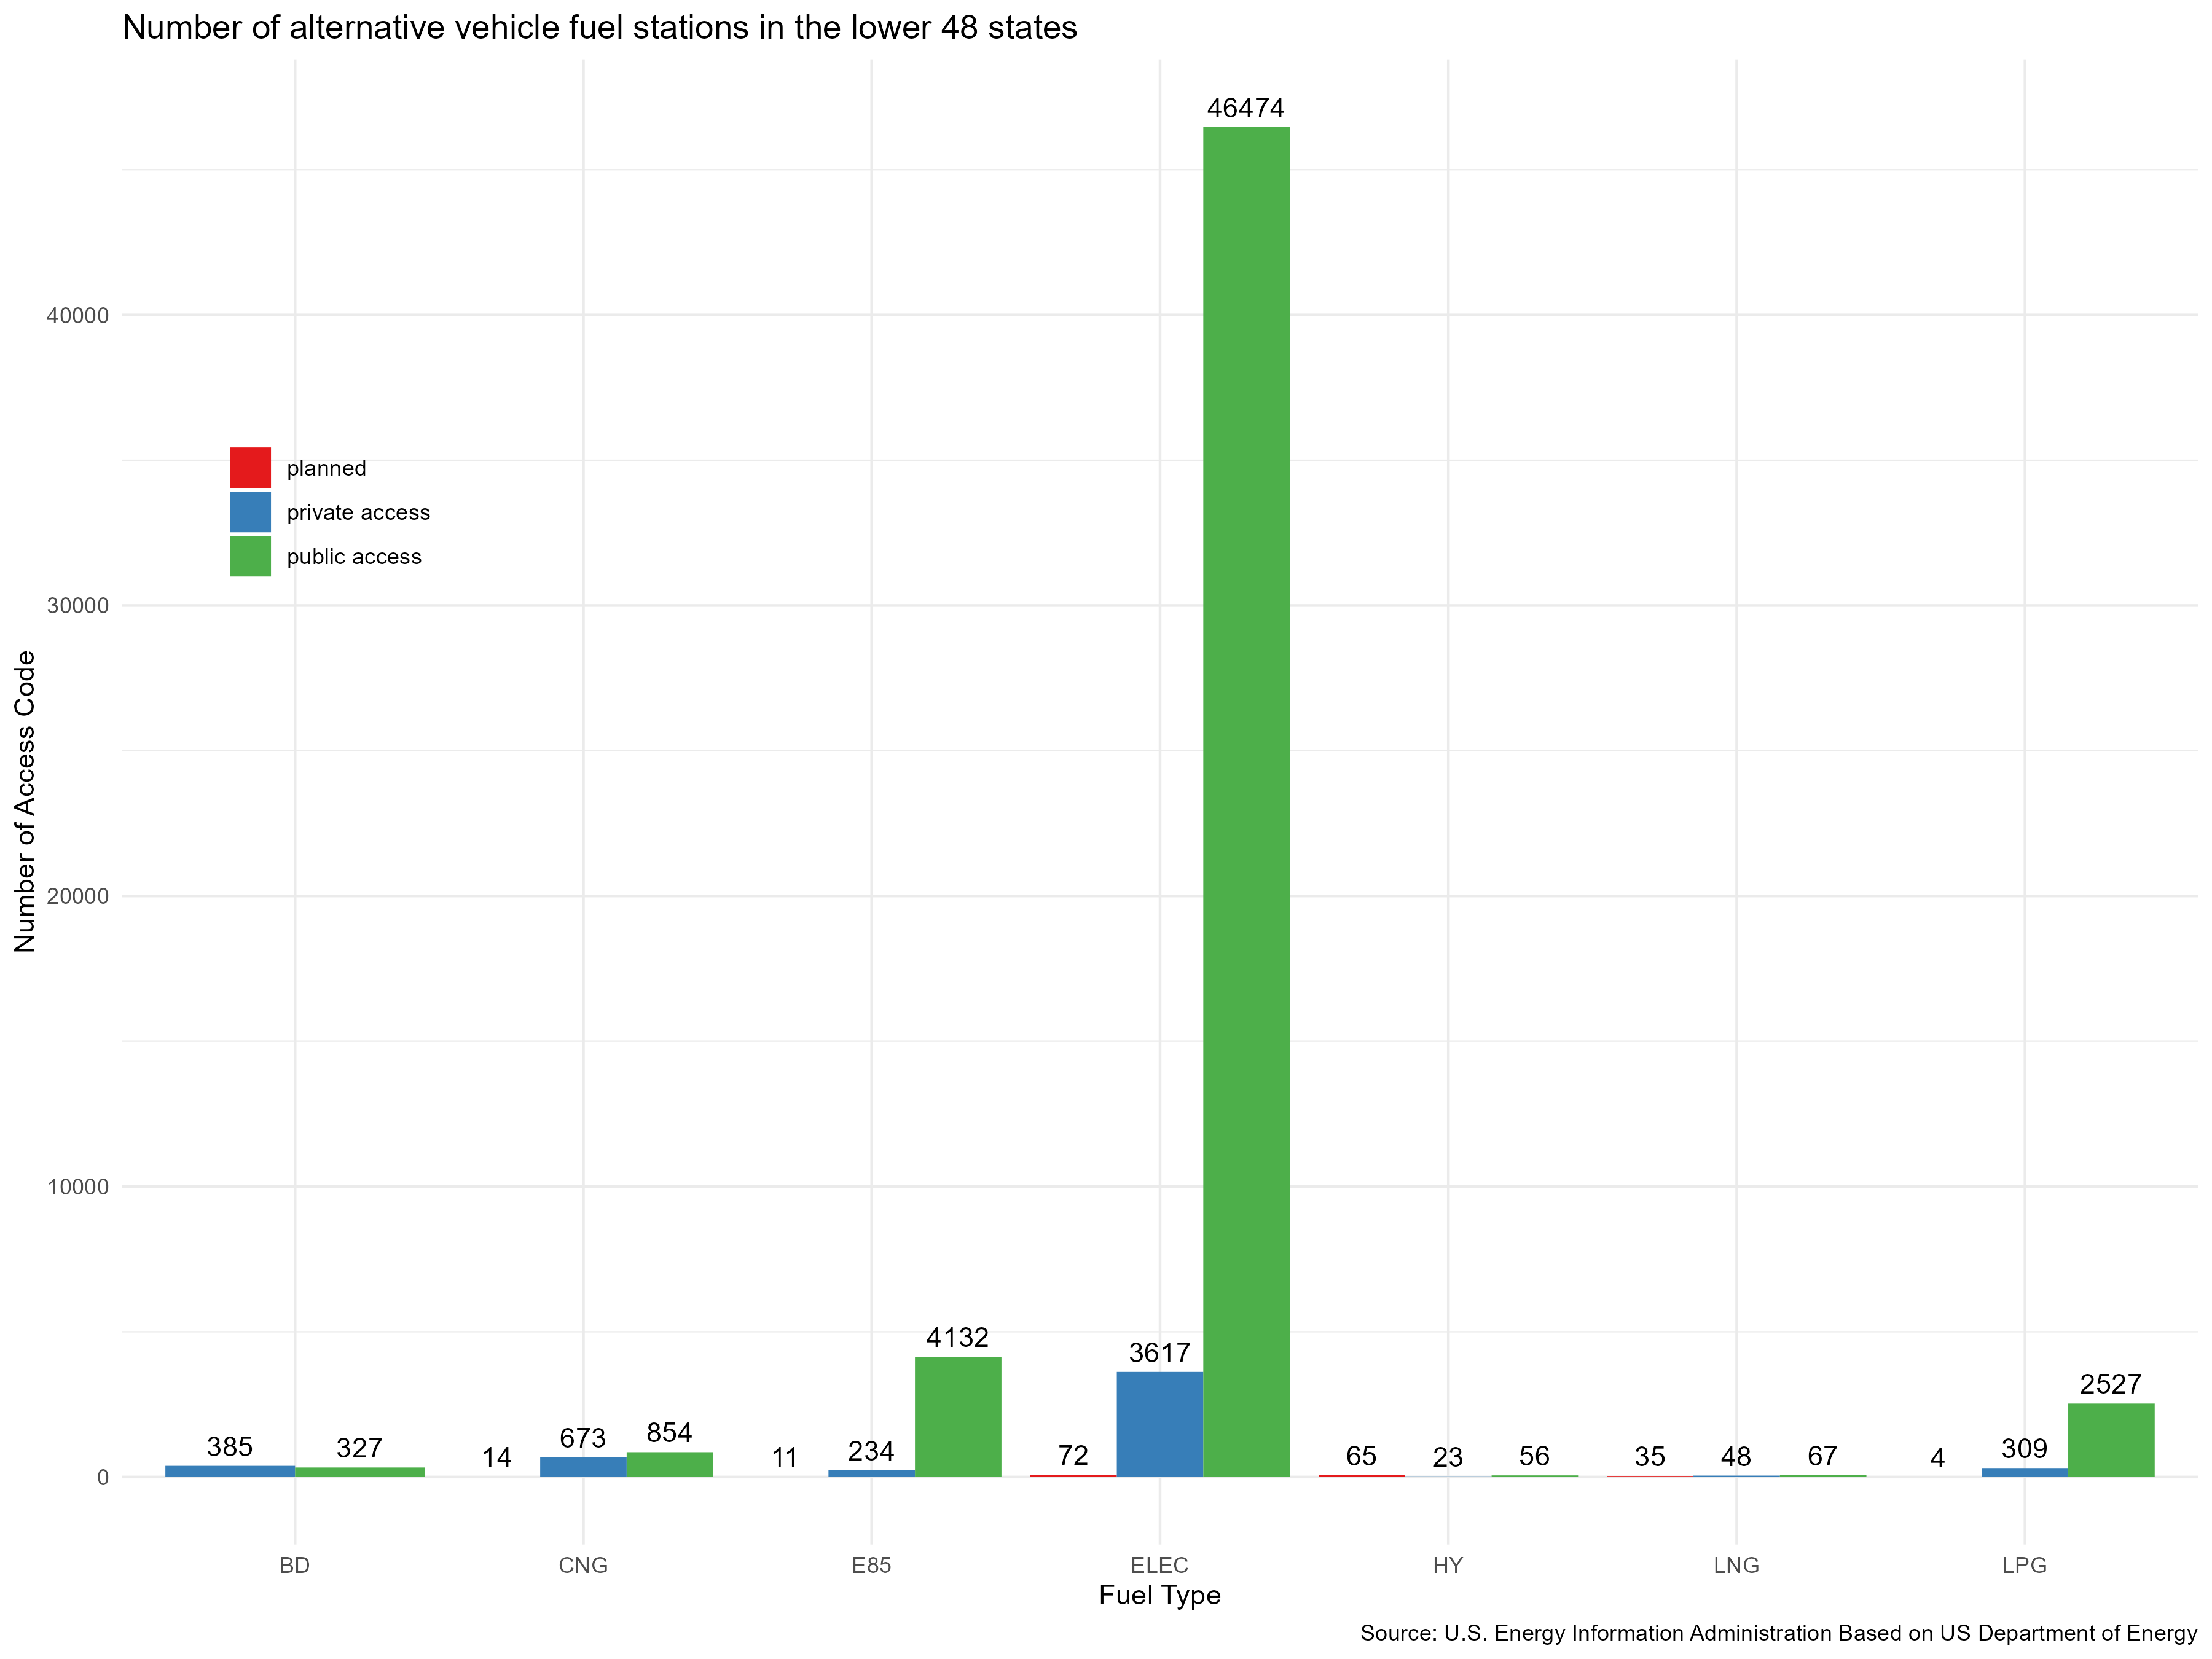 Number of alternative vehicle fuel stations in the lower 48 states
46474
40000
planned
private access
public access
30000
Number of Access Code
20000
10000
4132
3617
2527
385
327
14
673
854
11
234
72
65
23
56
35
48
67
4
309
0
BD
CNG
E85
ELEC
HY
LNG
LPG
Fuel Type
Source: U.S. Energy Information Administration Based on US Department of Energy